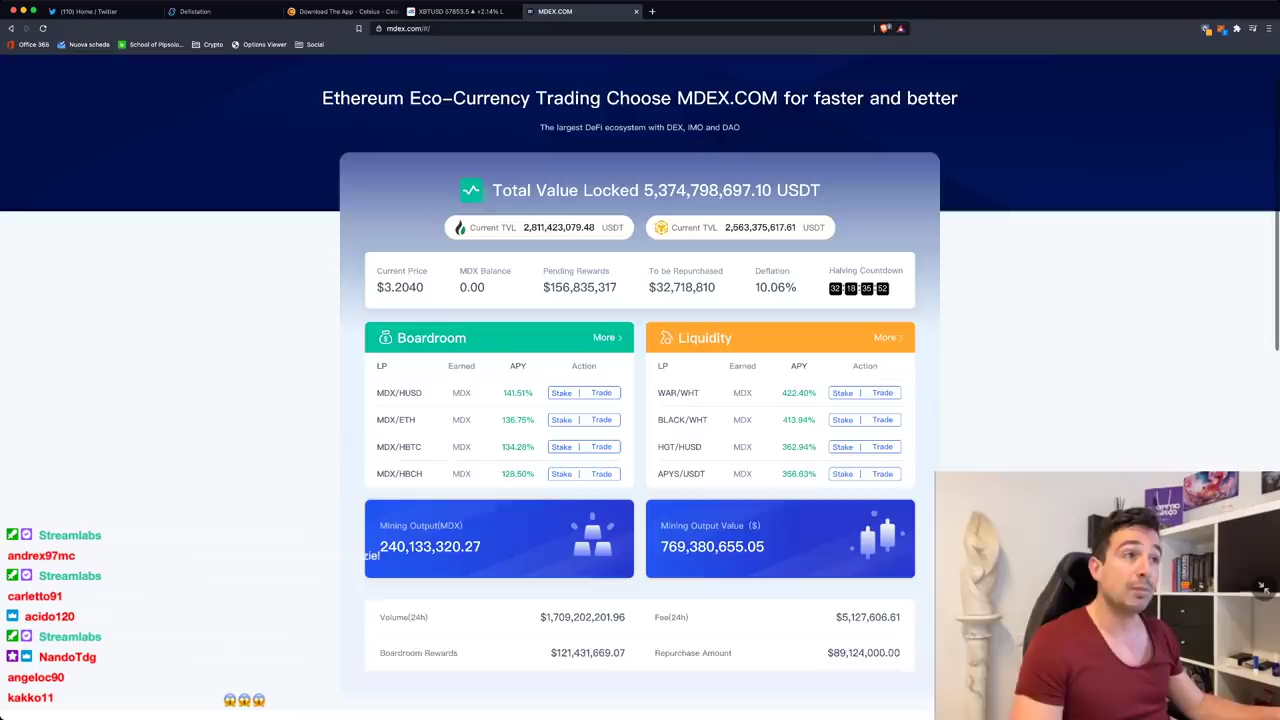 (110) Home / Twitter
Defistation
Download The App - Celsius - Cels
XBTUSD 57653.5 ▲ +2.14% L
MDEX.COM
mdex.com/#/
Office 365
Nuova scheda
School of Pipsolo...
Crypto
Options Viewer
Social
Ethereum Eco-Currency Trading Choose MDEX.COM for faster and better
The largest DeFi ecosystem with DEX, IMO and DAO
Total Value Locked 5,374,798,697.10 USDT
Current TVL 2,811,423,079.48 USDT
Current TVL 2,563,375,617.61 USDT
Current Price MDX Balance Pending Rewards To be Repurchased Deflation Halving Countdown
$3.2040 0.00 $156,835,317 $32,718,810 10.06% 32:18:35:52
Boardroom More >
LP Earned APY Action
MDX/HUSD MDX 141.51% Stake | Trade
MDX/ETH MDX 136.75% Stake | Trade
MDX/HBTC MDX 134.28% Stake | Trade
MDX/HBCH MDX 128.50% Stake | Trade
Liquidity More >
LP Earned APY Action
WAR/WHT MDX 422.40% Stake | Trade
BLACK/WHT MDX 413.94% Stake | Trade
HGT/HUSD MDX 362.94% Stake | Trade
APYS/USDT MDX 356.63% Stake | Trade
Mining Output(MDX)
240,133,320.27
Mining Output Value ($)
769,380,655.05
Volume(24h) $1,709,202,201.96
Fee(24h) $5,127,606.61
Boardroom Rewards $121,431,669.07
Repurchase Amount $89,124,000.00
Streamlabs
andrex97mc
Streamlabs
carletto91
acido120
Streamlabs
NandoTdg
angeloc90
kakko11